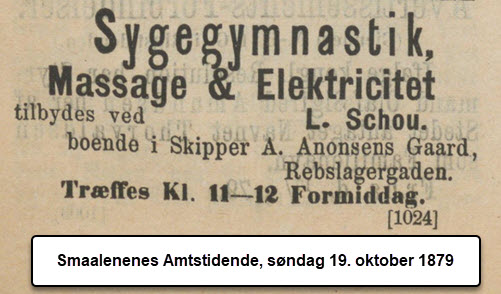 Sygegymnastik,
Massage & Elektricitet
tilbydes ved L. Schou.
boende i Skipper A. Anonsens Gaard,
Rebslagergaden.
Træffes Kl. 11—12 Formiddag.
[1024]
Smaalenenes Amtstidende, søndag 19. oktober 1879